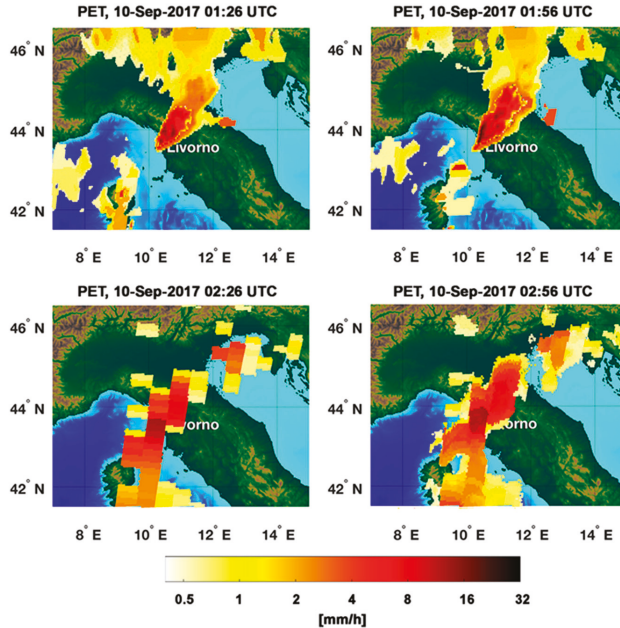 PET, 10-Sep-2017 01:26 UTC
PET, 10-Sep-2017 01:56 UTC
46° N
44° N
42° N
Livorno
8° E
10° E
12° E
14° E
46° N
44° N
42° N
Livorno
8° E
10° E
12° E
14° E
PET, 10-Sep-2017 02:26 UTC
PET, 10-Sep-2017 02:56 UTC
46° N
44° N
42° N
vorno
8° E
10° E
12° E
14° E
46° N
44° N
42° N
orno
8° E
10° E
12° E
14° E
0.5 1 2 4 8 16 32
[mm/h]